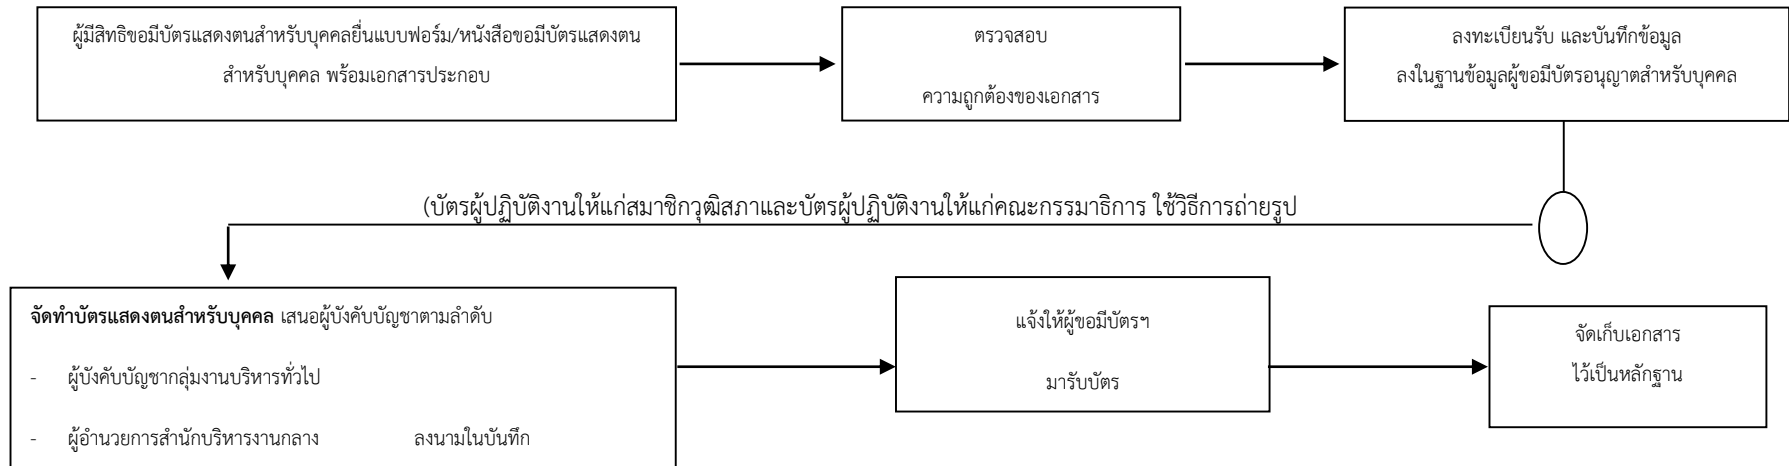 ผู้มีสิทธิขอมีบัตรแสดงตนสำหรับบุคคลยื่นแบบฟอร์ม/หนังสือขอมีบัตรแสดงตน
สำหรับบุคคล พร้อมเอกสารประกอบ
ตรวจสอบ
ความถูกต้องของเอกสาร
ลงทะเบียนรับ และบันทึกข้อมูล
ลงในฐานข้อมูลผู้ขอมีบัตรอนุญาตสำหรับบุคคล
(บัตรผู้ปฏิบัติงานให้แก่สมาชิกวุฒิสภาและบัตรผู้ปฏิบัติงานให้แก่คณะกรรมาธิการ ใช้วิธีการถ่ายรูป
จัดทำบัตรแสดงตนสำหรับบุคคล เสนอผู้บังคับบัญชาตามลำดับ
- ผู้บังคับบัญชากลุ่มงานบริหารทั่วไป
- ผู้อำนวยการสำนักบริหารงานกลาง ลงนามในบันทึก
แจ้งให้ผู้ขอมีบัตรฯ
มารับบัตร
จัดเก็บเอกสาร
ไว้เป็นหลักฐาน